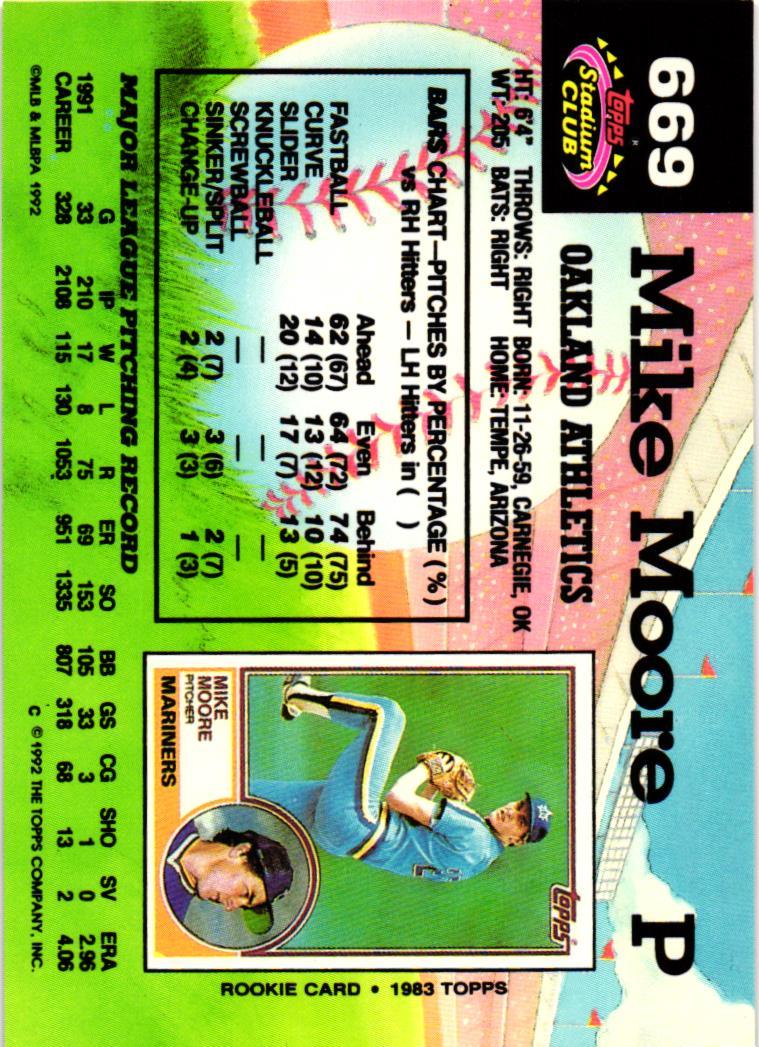 669
Mike Moore P
topps
Stadium
CLUB
OAKLAND ATHLETICS
HT: 6'4" THROWS: RIGHT BORN: 11-26-59, CARNEGIE, OK
WT: 205 BATS: RIGHT HOME: TEMPE, ARIZONA
BARS CHART—PITCHES BY PERCENTAGE (%)
vs RH Hitters — LH Hitters in ( )
Ahead Even Behind
FASTBALL 62 (67) 64 (72) 74 (75)
CURVE 14 (10) 13 (12) 10 (10)
SLIDER 20 (12) 17 (7) 13 (5)
KNUCKLEBALL — — —
SCREWBALL — — —
SINKER/SPLIT 2 (7) 3 (6) 2 (7)
CHANGE-UP 2 (4) 3 (3) 1 (3)
topps
MIKE
MOORE
PITCHER
MARINERS
ROOKIE CARD • 1983 TOPPS
MAJOR LEAGUE PITCHING RECORD
G IP W L R ER SO BB GS CG SHO SV ERA
1991 33 210 17 8 75 69 153 105 33 3 1 0 2.96
CAREER 328 2108 115 130 1053 951 1335 807 318 68 13 2 4.06
©MLB & MLBPA 1992
C ©1992 THE TOPPS COMPANY, INC.